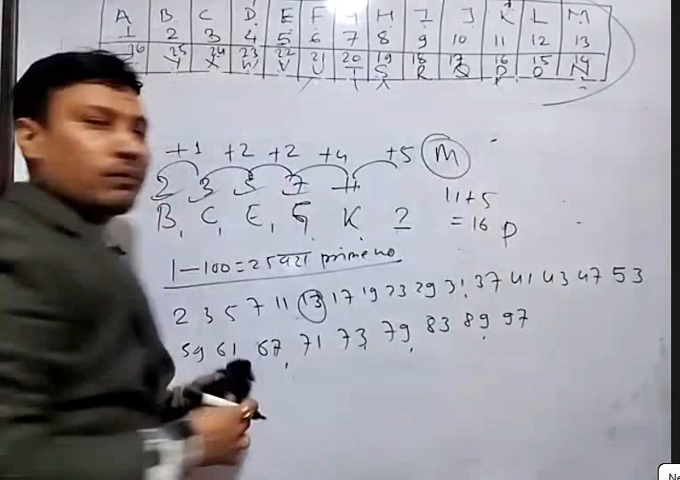 A B C D E F H I J K L M
1 2 3 4 5 6 7 8 9 10 11 12 13
25 24 23 22 21 20 19 18 17 16 15 14
Y X W V U T S R Q P O N
+1 +2 +2 +4 +5 M
2 3 5 7 11 11+5
B, C, E, G, K, ? = 16 P
1-100=25 prime no
2 3 5 7 11 13 17 19 23 29 31 37 41 43 47 53
59 61 67 71 73 79 83 89 97
Ne